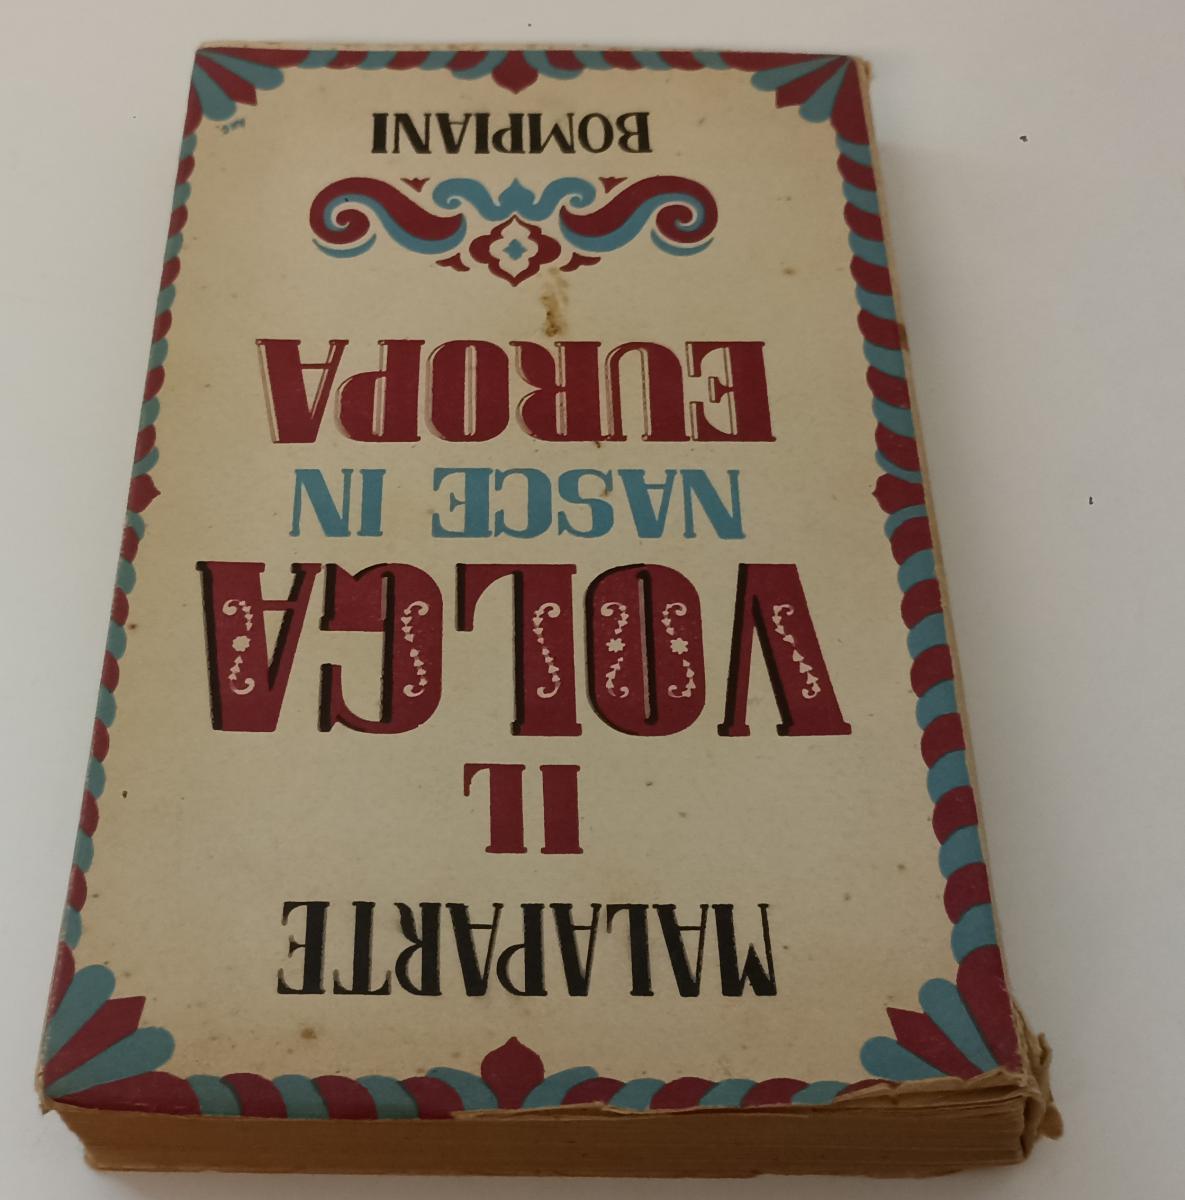 MALAPARTE
IL
VOLGA
NASCE IN
EUROPA
BOMPIANI